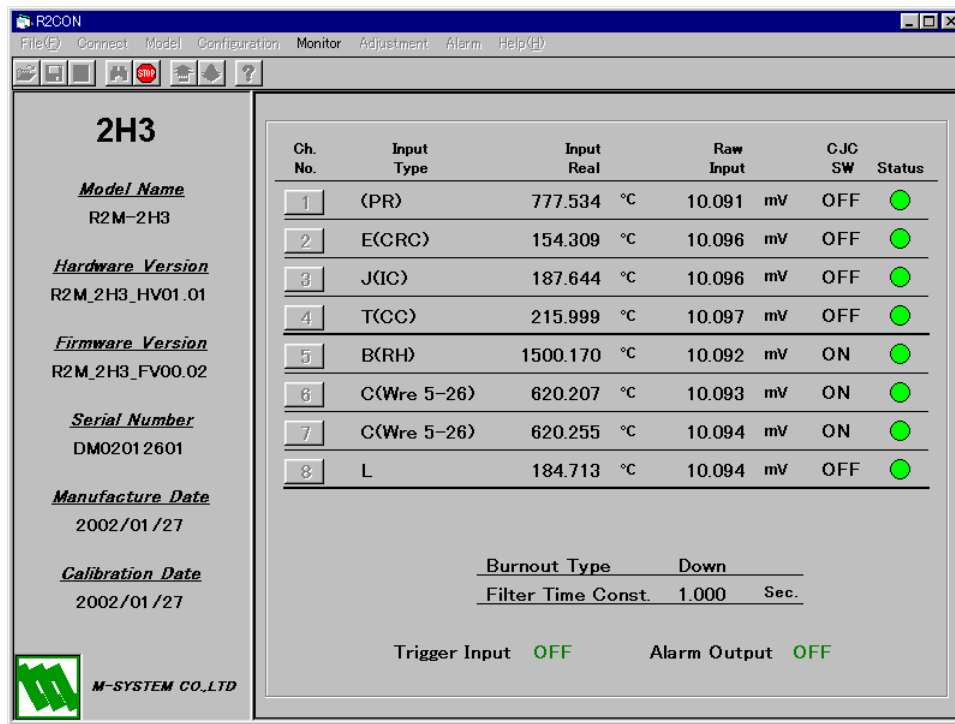 R2CON
File(F) Connect Model Configuration Monitor Adjustment Alarm Help(H)
STOP ?
2H3
Model Name
R2M-2H3
Hardware Version
R2M_2H3_HV01.01
Firmware Version
R2M_2H3_FV00.02
Serial Number
DM02012601
Manufacture Date
2002/01/27
Calibration Date
2002/01/27
M-SYSTEM CO.,LTD
Ch. Input Input Raw CJC
No. Type Real Input SW Status
1 (PR) 777.534 °C 10.091 mV OFF
2 E(CRC) 154.309 °C 10.096 mV OFF
3 J(IC) 187.644 °C 10.096 mV OFF
4 T(CC) 215.999 °C 10.097 mV OFF
5 B(RH) 1500.170 °C 10.092 mV ON
6 C(Wre 5-26) 620.207 °C 10.093 mV ON
7 C(Wre 5-26) 620.255 °C 10.094 mV ON
8 L 184.713 °C 10.094 mV OFF
Burnout Type Down
Filter Time Const. 1.000 Sec.
Trigger Input OFF Alarm Output OFF